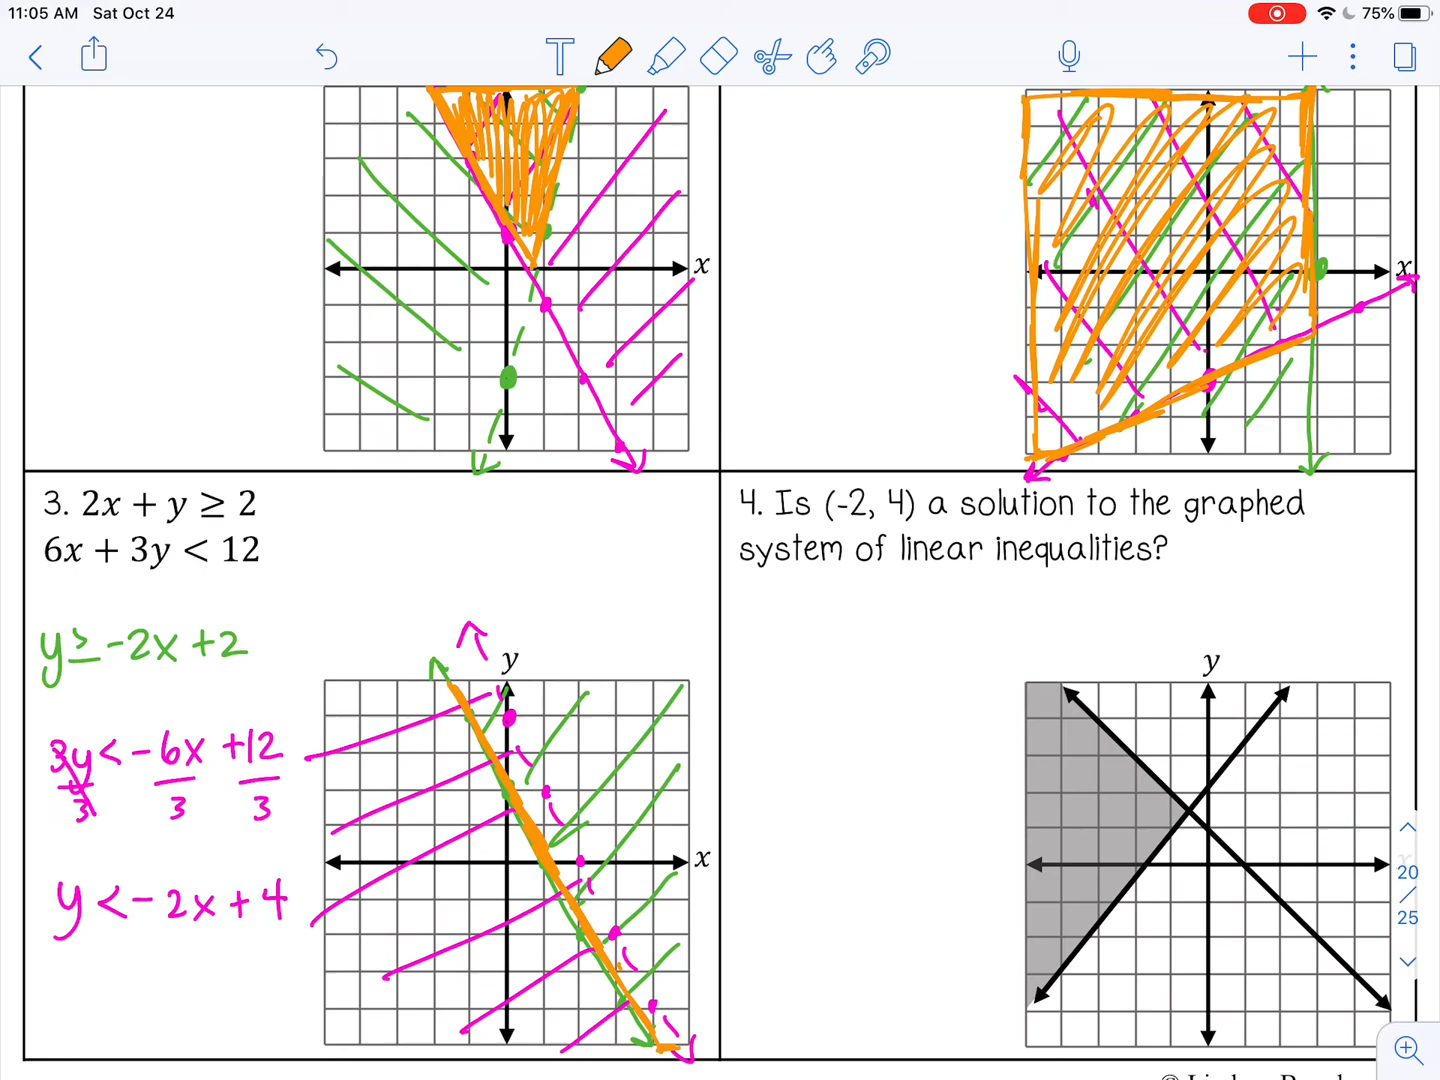 11:05 AM Sat Oct 24
75%
x
x
3. 2x + y ≥ 2
6x + 3y < 12
y ≥ -2x + 2
3y < -6x + 12
3 3 3
y < -2x + 4
y
x
4. Is (-2, 4) a solution to the graphed
system of linear inequalities?
y
20
/
25